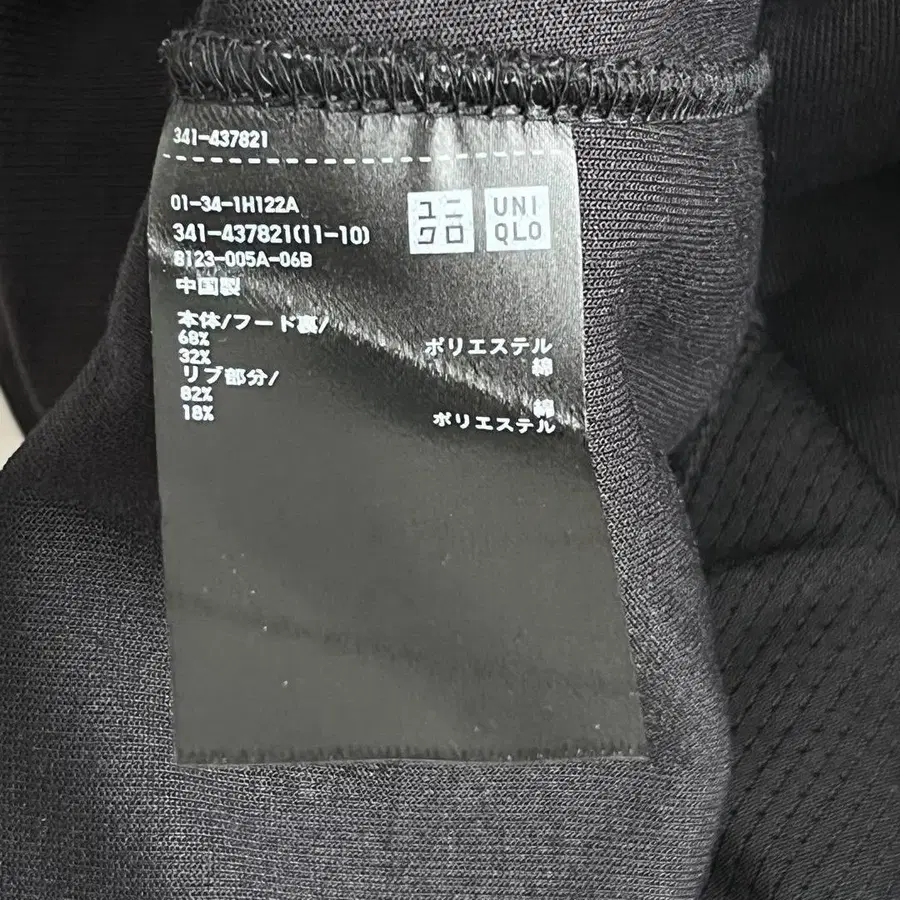 341-437821
01-34-1H122A
341-437821(11-10)
8123-005A-06B
中国製
ユニ
クロ
UNI
QLO
本体/フード裏/
68% ポリエステル
32% 綿
リブ部分/
82% 綿
18% ポリエステル